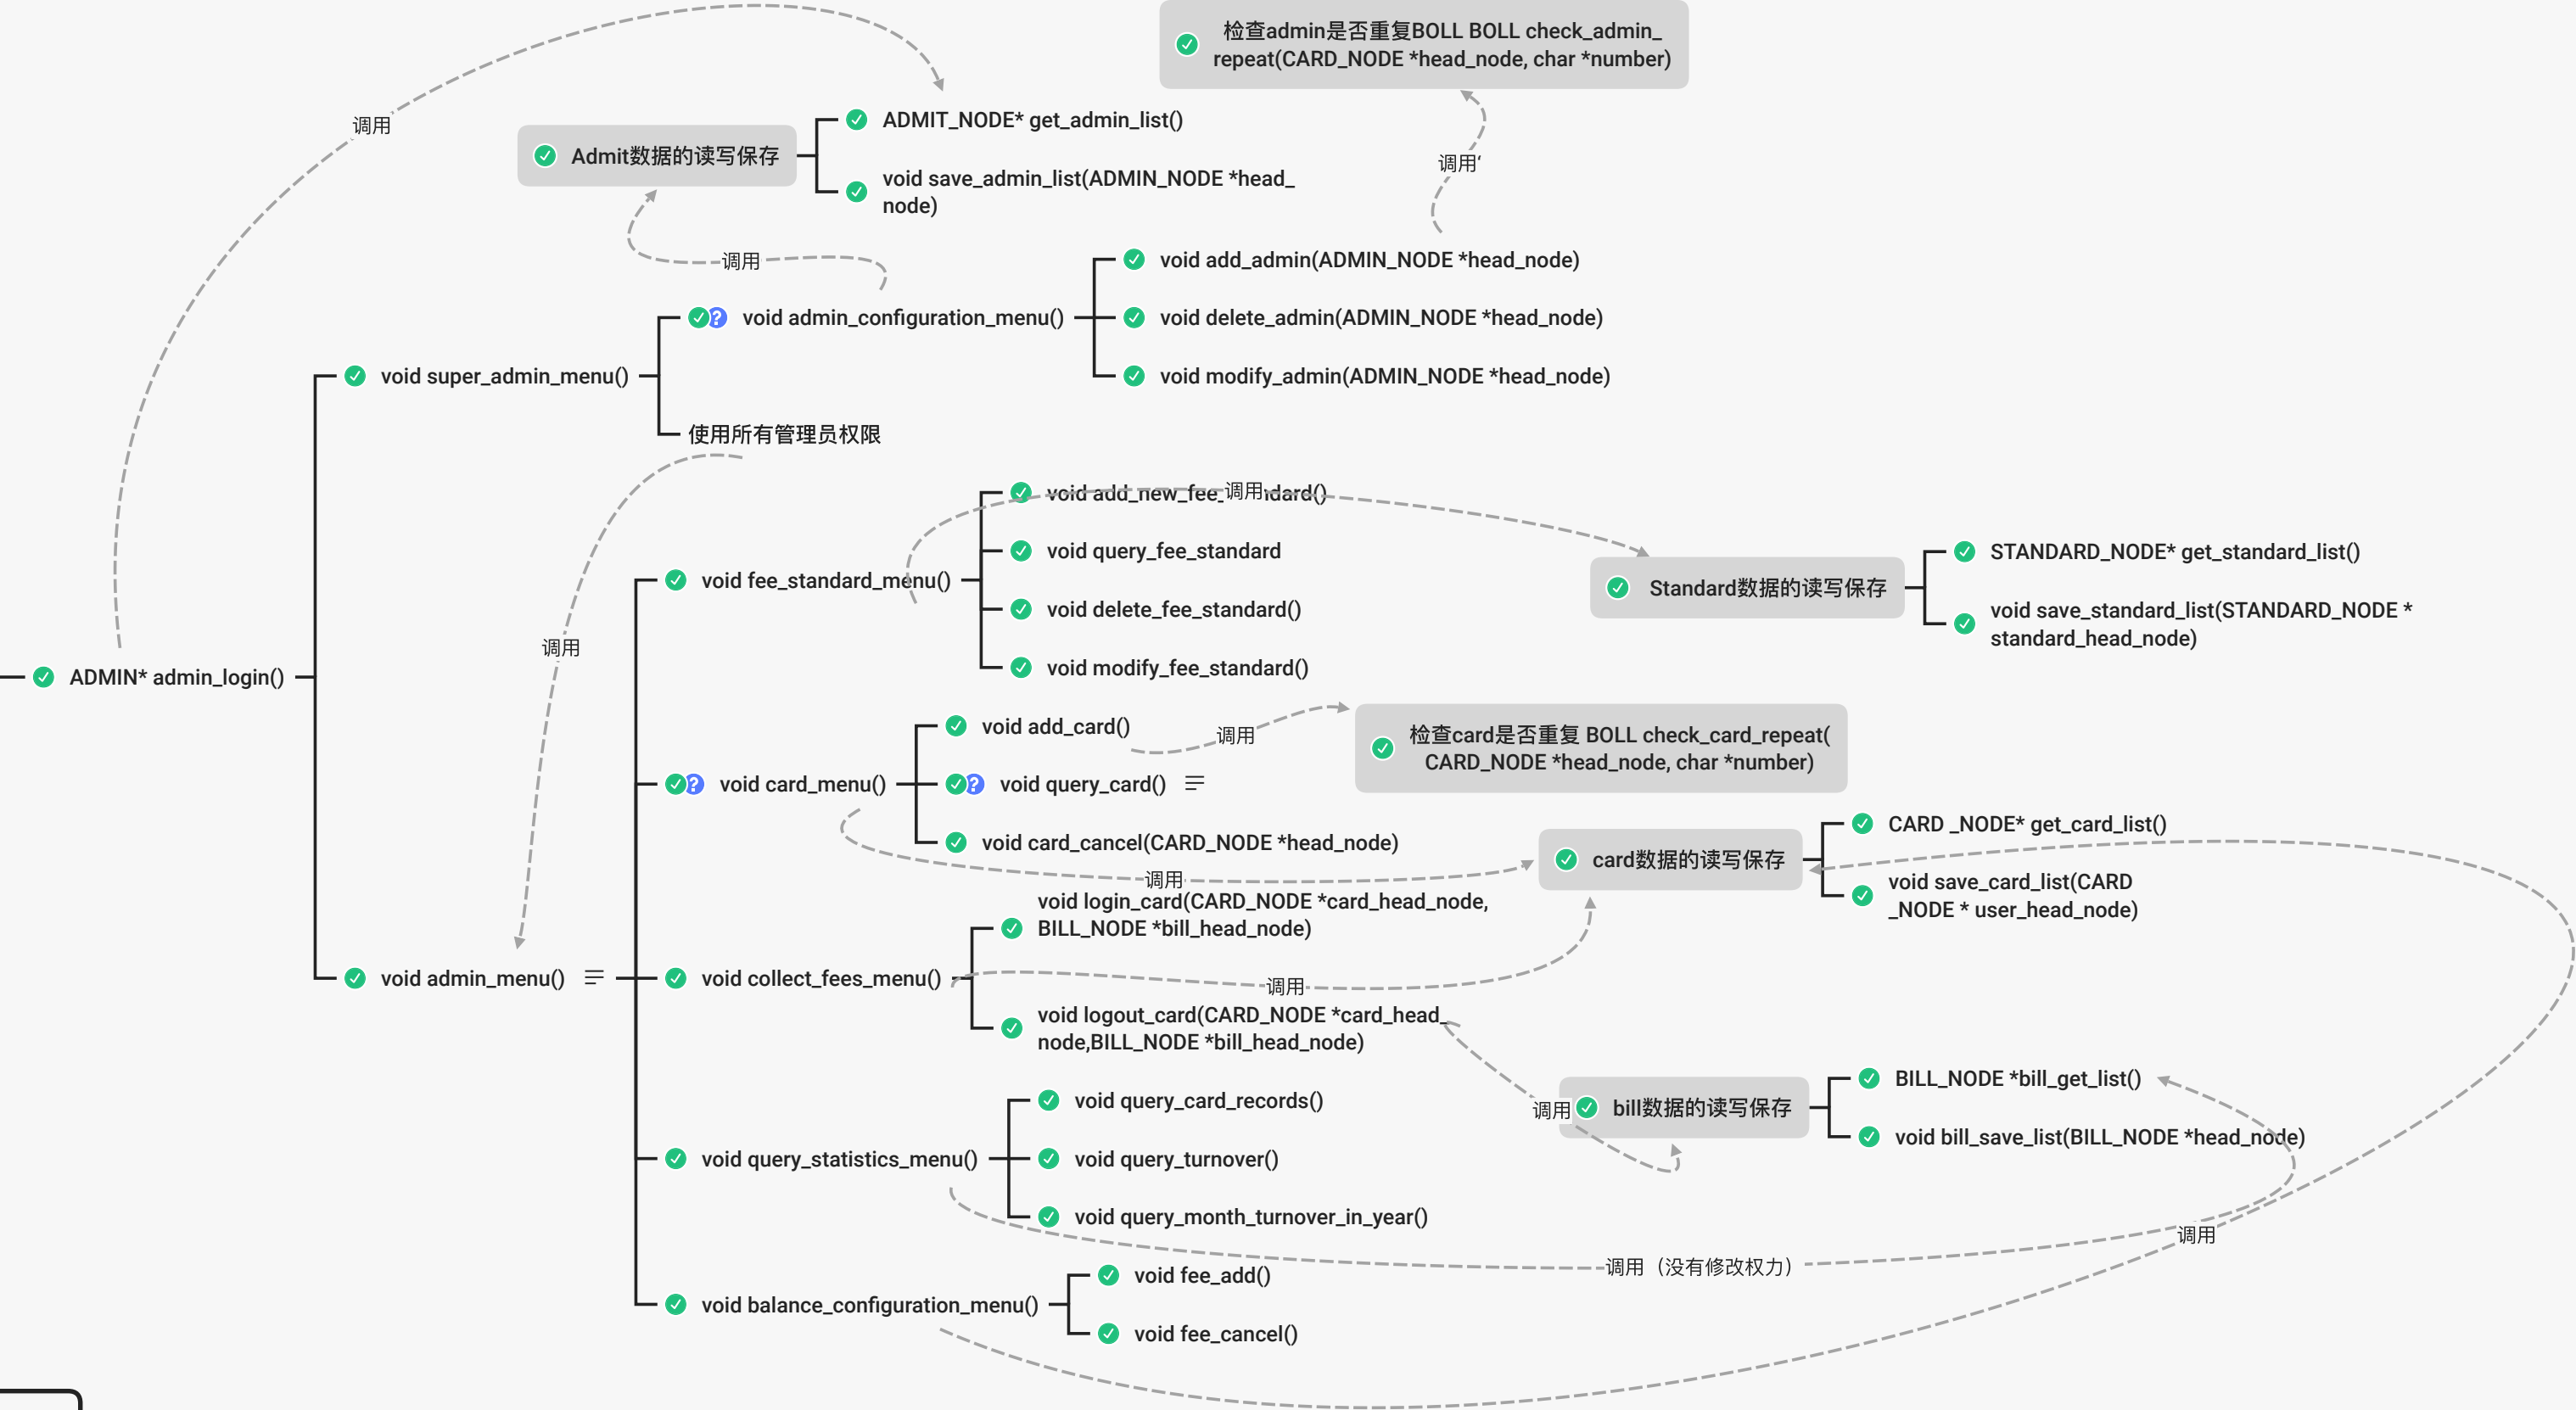 检查admin是否重复BOLL BOLL check_admin_
repeat(CARD_NODE *head_node, char *number)
调用
ADMIT_NODE* get_admin_list()
Admit数据的读写保存
void save_admin_list(ADMIN_NODE *head_
node)
调用‘
调用
void add_admin(ADMIN_NODE *head_node)
void admin_configuration_menu()
void delete_admin(ADMIN_NODE *head_node)
void super_admin_menu()
void modify_admin(ADMIN_NODE *head_node)
使用所有管理员权限
void add_new_fee_
调用
dard()
void query_fee_standard
STANDARD_NODE* get_standard_list()
void fee_standard_menu()
Standard数据的读写保存
void delete_fee_standard()
void save_standard_list(STANDARD_NODE *
standard_head_node)
调用
void modify_fee_standard()
ADMIN* admin_login()
void add_card()
调用
检查card是否重复 BOLL check_card_repeat(
CARD_NODE *head_node, char *number)
void card_menu()
void query_card()
void card_cancel(CARD_NODE *head_node)
CARD _NODE* get_card_list()
card数据的读写保存
调用
void save_card_list(CARD
_NODE * user_head_node)
void login_card(CARD_NODE *card_head_node,
BILL_NODE *bill_head_node)
void admin_menu()
void collect_fees_menu()
调用
void logout_card(CARD_NODE *card_head_
node,BILL_NODE *bill_head_node)
BILL_NODE *bill_get_list()
调用
bill数据的读写保存
void bill_save_list(BILL_NODE *head_node)
void query_card_records()
void query_statistics_menu()
void query_turnover()
void query_month_turnover_in_year()
调用
调用（没有修改权力）
void fee_add()
void balance_configuration_menu()
void fee_cancel()